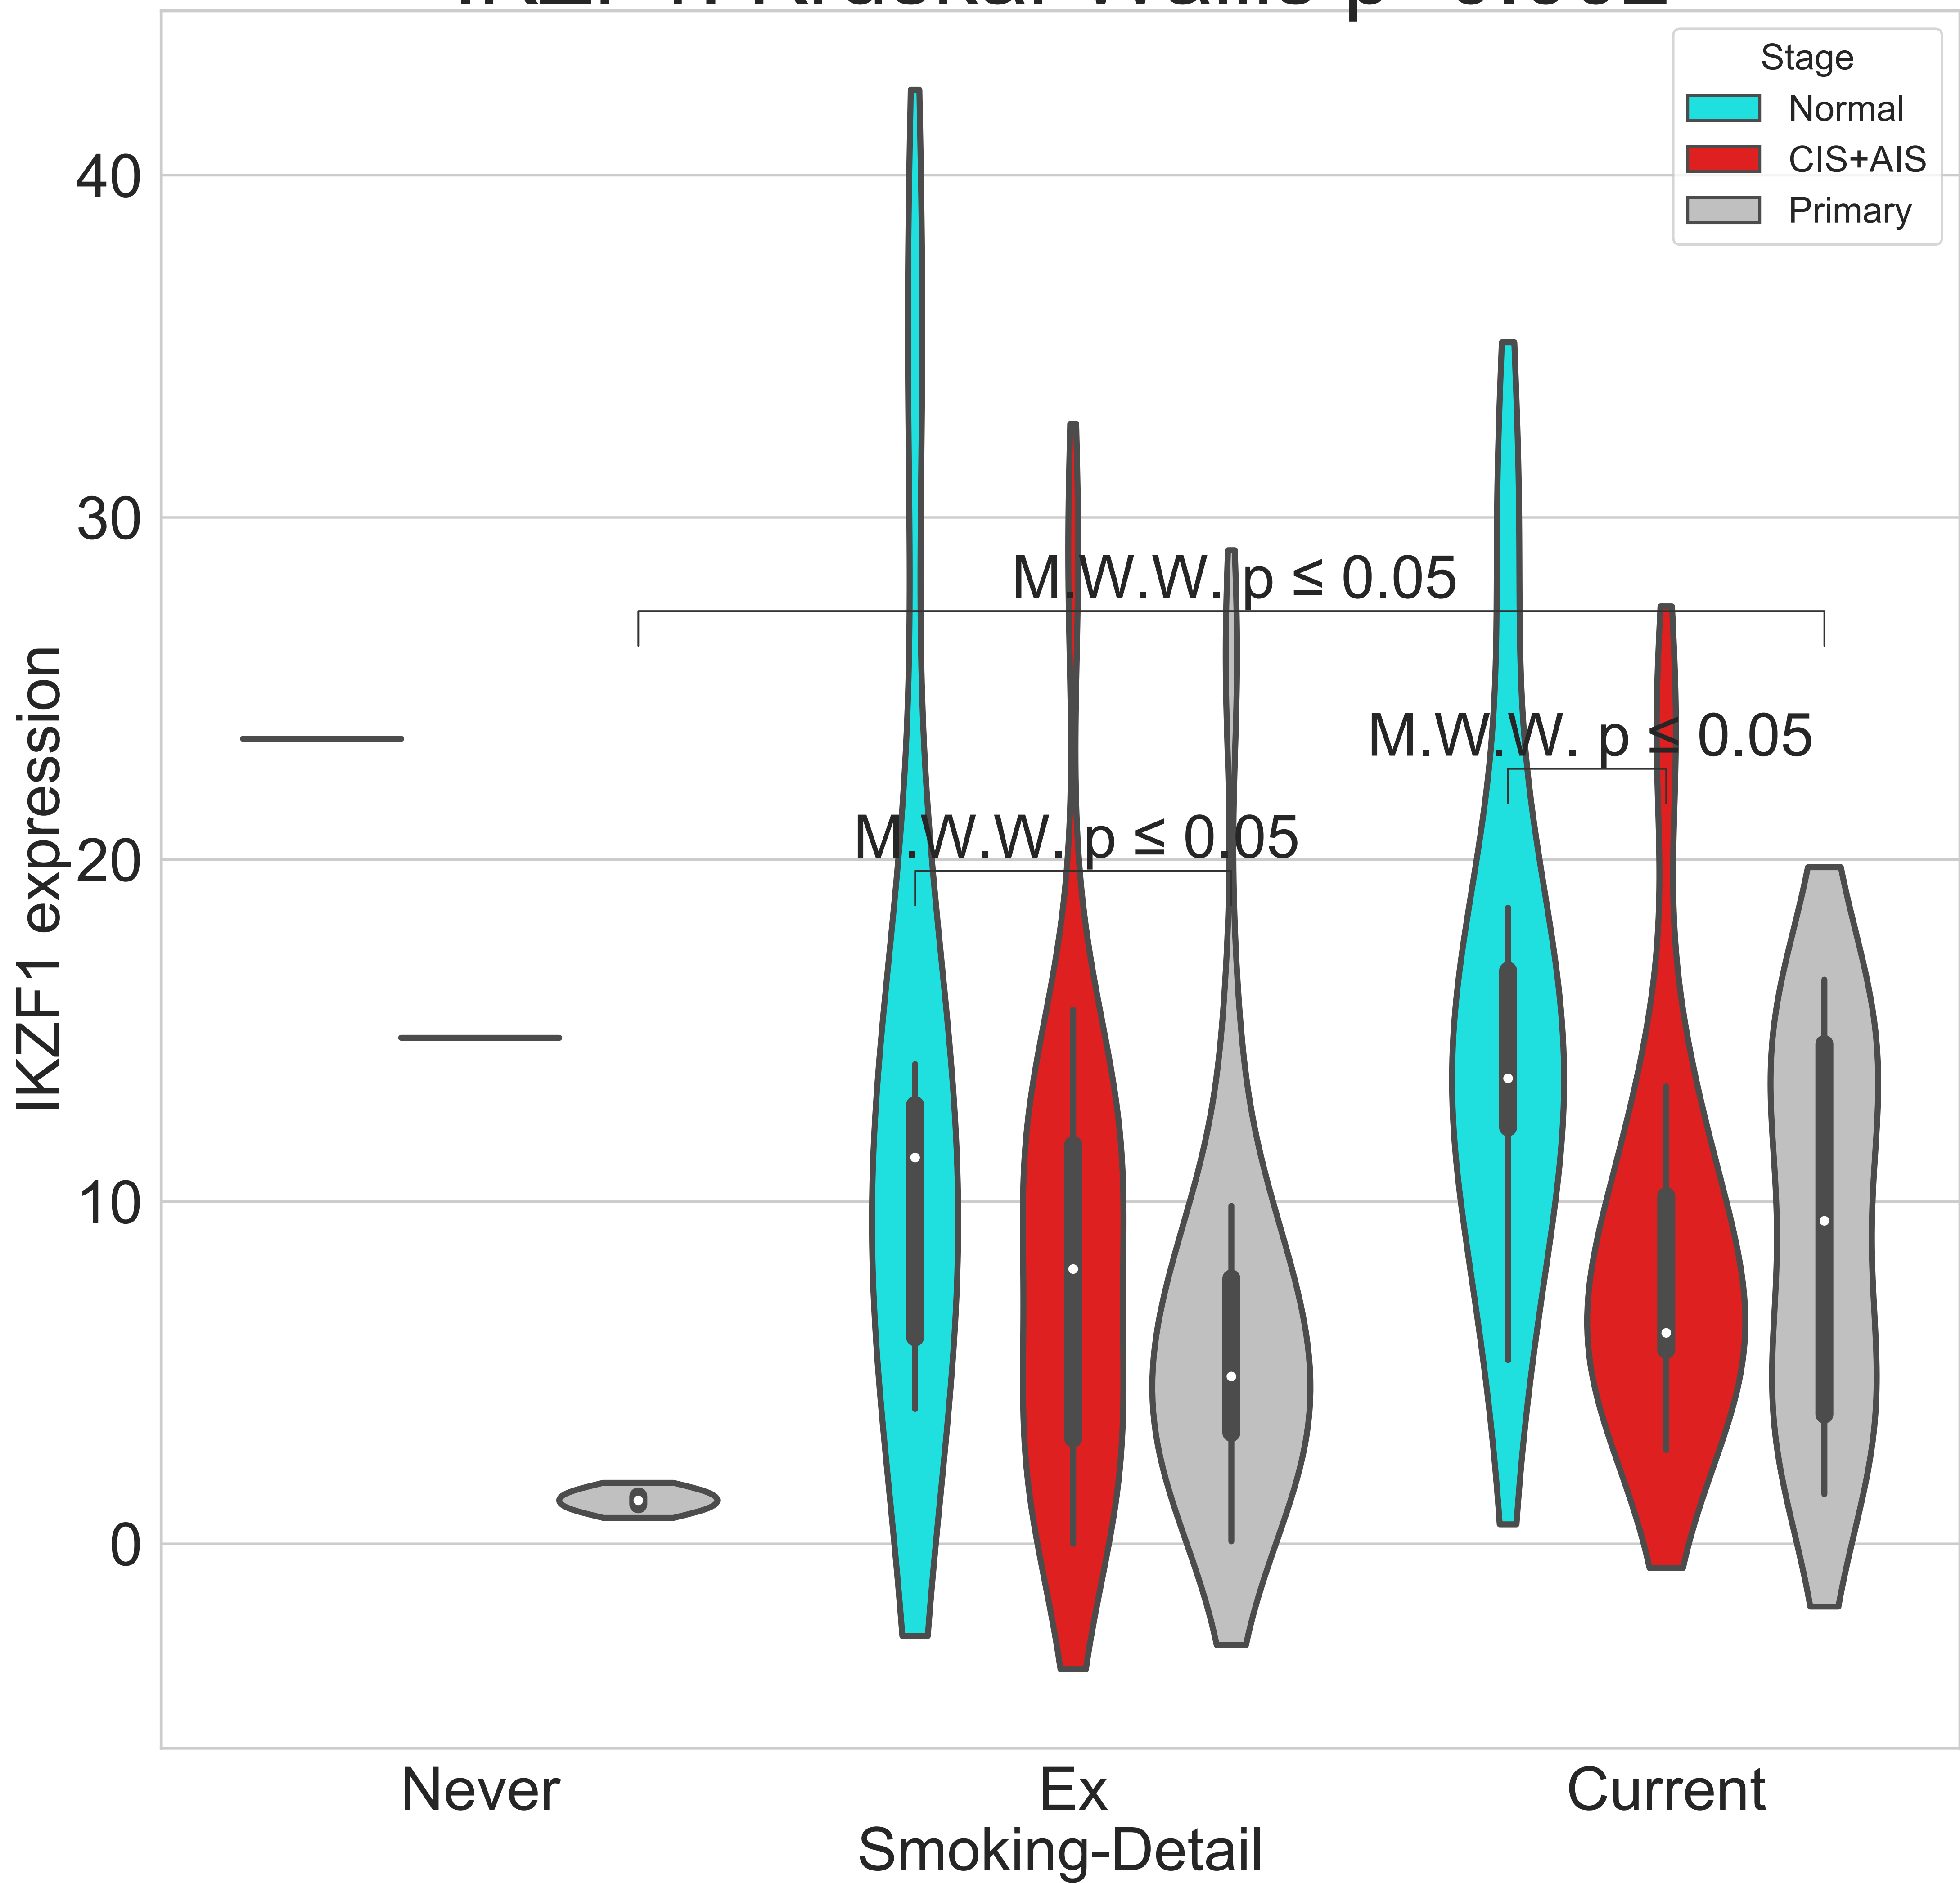 Stage
Normal
CIS+AIS
Primary
40
30
20
10
0
IKZF1 expression
M.W.W. p ≤ 0.05
M.W.W. p ≤ 0.05
M.W.W. p ≤ 0.05
Never
Ex
Current
Smoking-Detail